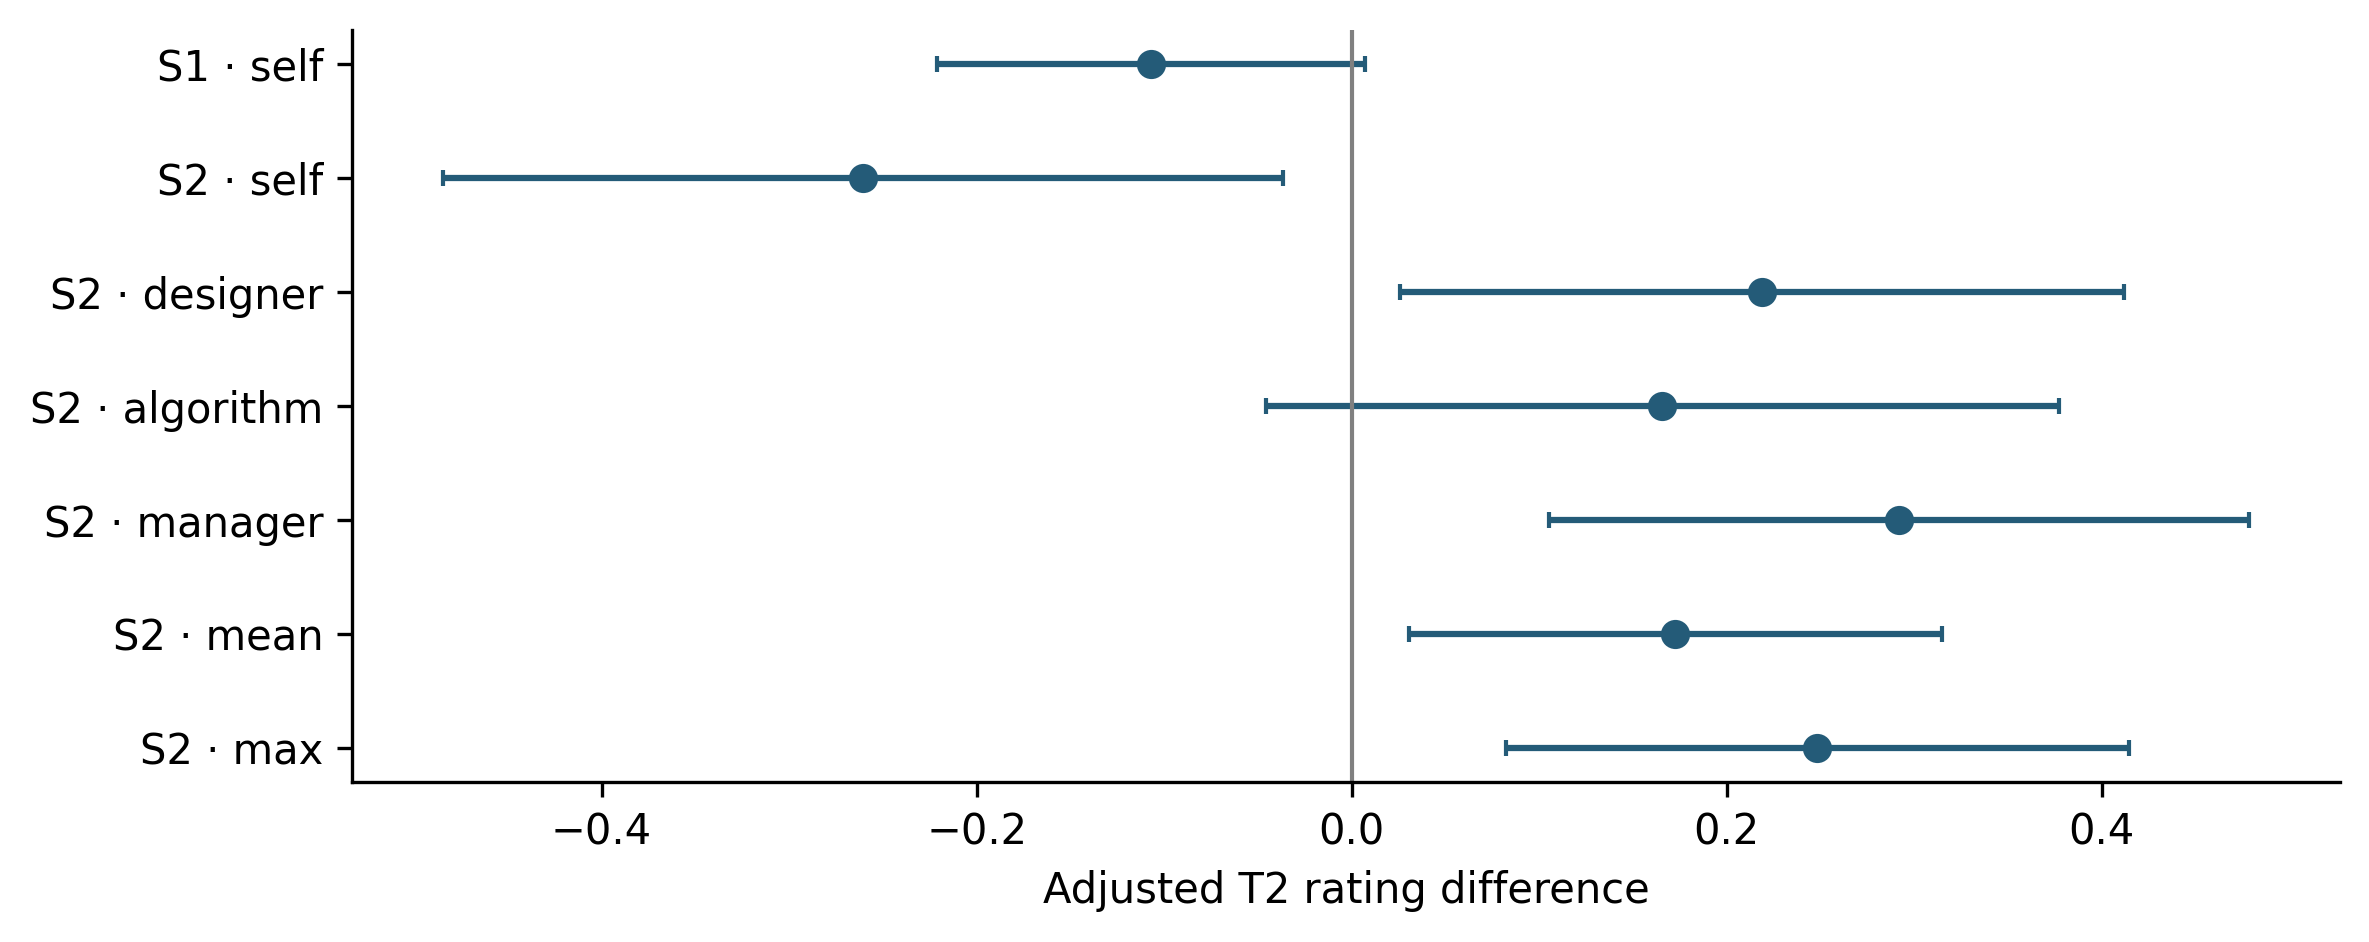 S1 · self
S2 · self
S2 · designer
S2 · algorithm
S2 · manager
S2 · mean
S2 · max
−0.4 −0.2 0.0 0.2 0.4
Adjusted T2 rating difference